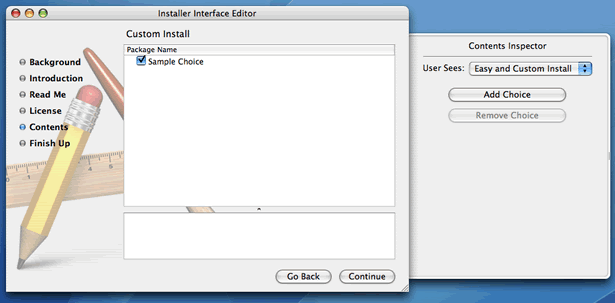 Installer Interface Editor
Custom Install
Package Name
Sample Choice
Background
Introduction
Read Me
License
Contents
Finish Up
Go Back
Continue
Contents Inspector
User Sees: Easy and Custom Install
Add Choice
Remove Choice